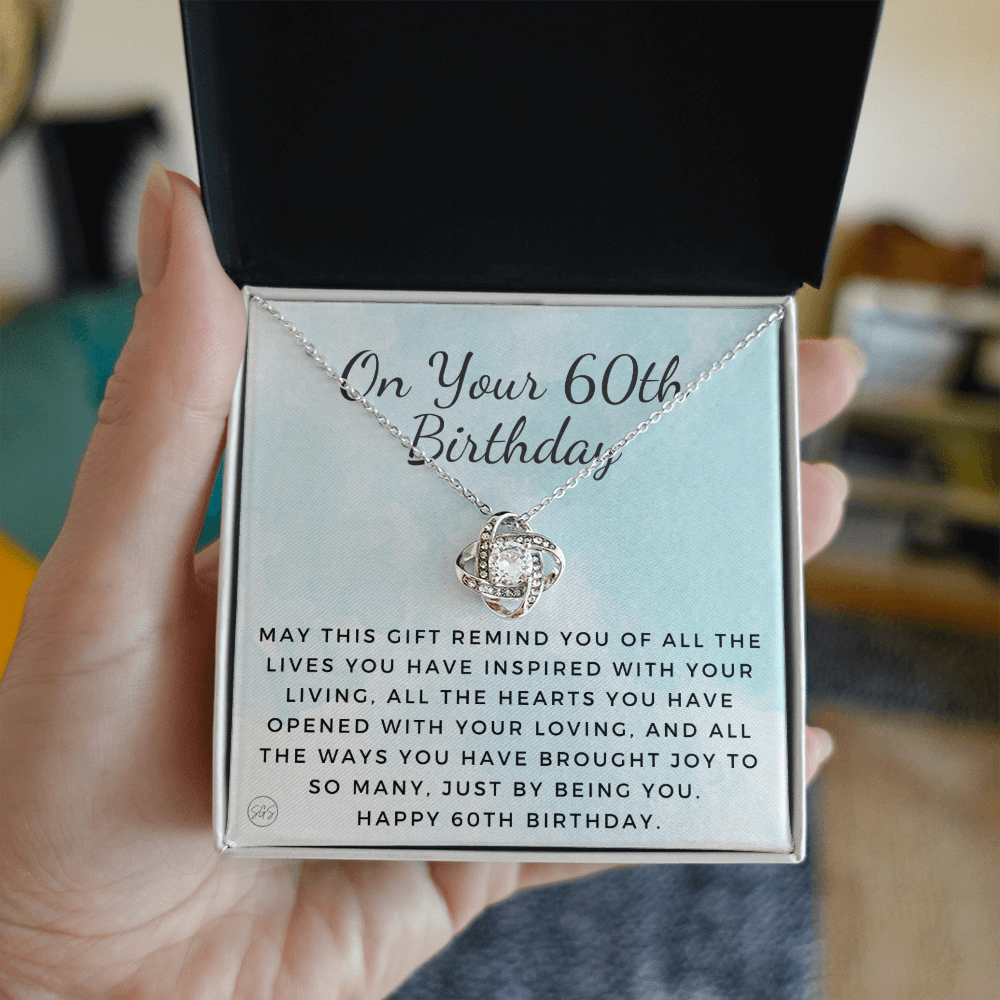 On Your 60th
Birthday
MAY THIS GIFT REMIND YOU OF ALL THE
LIVES YOU HAVE INSPIRED WITH YOUR
LIVING, ALL THE HEARTS YOU HAVE
OPENED WITH YOUR LOVING, AND ALL
THE WAYS YOU HAVE BROUGHT JOY TO
SO MANY, JUST BY BEING YOU.
HAPPY 60TH BIRTHDAY.
SGS